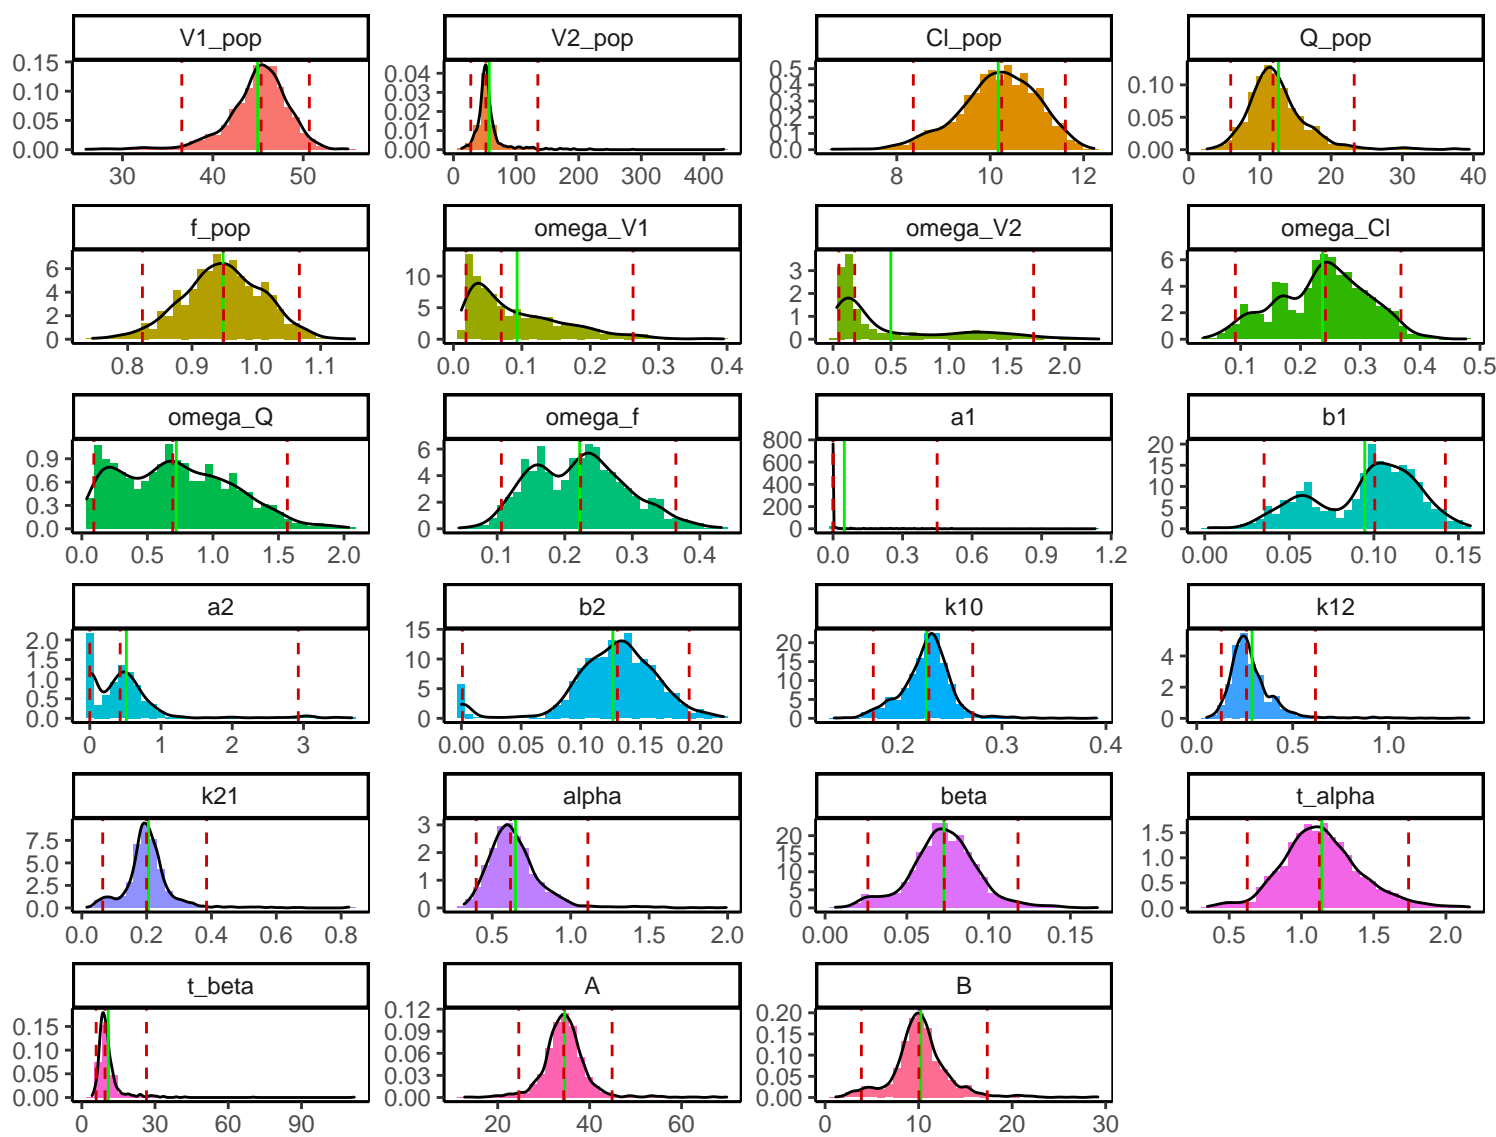 V1_pop V2_pop Cl_pop Q_pop
0.15 0.10 0.05 0.00 0.04 0.03 0.02 0.01 0.00 0.5 0.4 0.3 0.2 0.1 0.0 0.10 0.05 0.00
30 40 50 0 100 200 300 400 8 10 12 0 10 20 30 40
f_pop omega_V1 omega_V2 omega_Cl
6 4 2 0 10 5 0 3 2 1 0 6 4 2 0
0.8 0.9 1.0 1.1 0.0 0.1 0.2 0.3 0.4 0.0 0.5 1.0 1.5 2.0 0.1 0.2 0.3 0.4 0.5
omega_Q omega_f a1 b1
0.9 0.6 0.3 0.0 6 4 2 0 800 600 400 200 0 20 15 10 5 0
0.0 0.5 1.0 1.5 2.0 0.1 0.2 0.3 0.4 0.0 0.3 0.6 0.9 1.2 0.00 0.05 0.10 0.15
a2 b2 k10 k12
2.0 1.5 1.0 0.5 0.0 15 10 5 0 20 15 10 5 0 4 2 0
0 1 2 3 0.00 0.05 0.10 0.15 0.20 0.2 0.3 0.4 0.0 0.5 1.0
k21 alpha beta t_alpha
7.5 5.0 2.5 0.0 3 2 1 0 20 15 10 5 0 1.5 1.0 0.5 0.0
0.0 0.2 0.4 0.6 0.8 0.5 1.0 1.5 2.0 0.00 0.05 0.10 0.15 0.5 1.0 1.5 2.0
t_beta A B
0.15 0.10 0.05 0.00 0.12 0.09 0.06 0.03 0.00 0.20 0.15 0.10 0.05 0.00
0 30 60 90 20 40 60 0 10 20 30